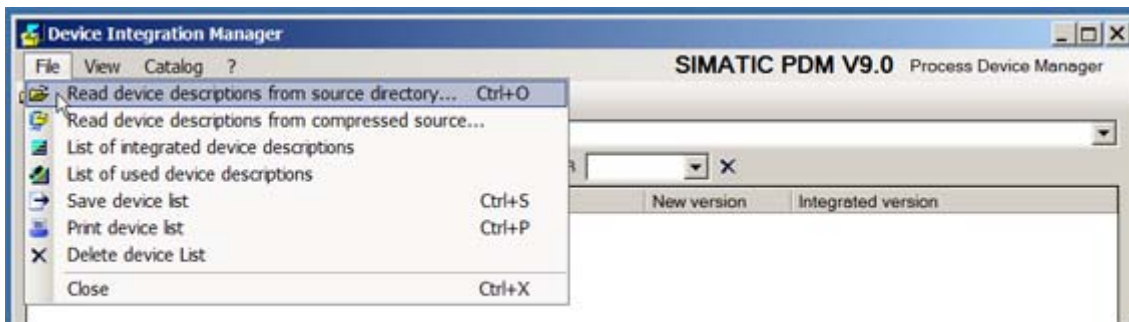 Device Integration Manager
File View Catalog ?
SIMATIC PDM V9.0 Process Device Manager
Read device descriptions from source directory... Ctrl+O
Read device descriptions from compressed source...
List of integrated device descriptions
List of used device descriptions
Save device list Ctrl+S
Print device list Ctrl+P
Delete device List
Close Ctrl+X
New version Integrated version